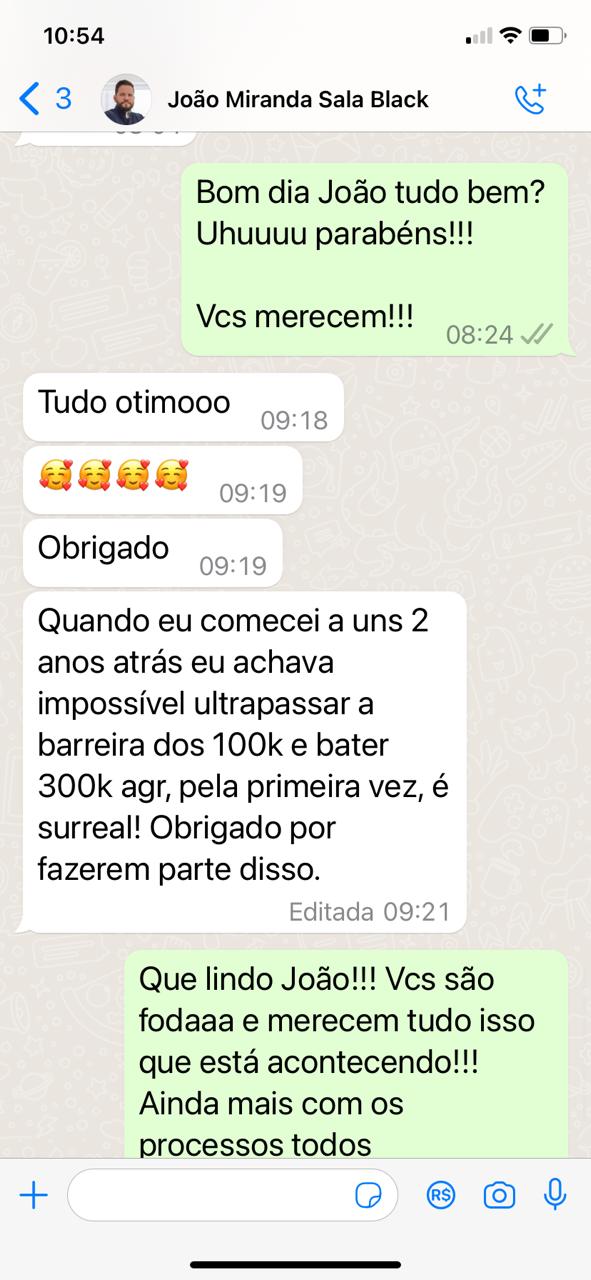 10:54
3
João Miranda Sala Black
Bom dia João tudo bem?
Uhuuuu parabéns!!!
Vcs merecem!!!
08:24
Tudo otimooo
09:18
🥰🥰🥰🥰
09:19
Obrigado
09:19
Quando eu comecei a uns 2
anos atrás eu achava
impossível ultrapassar a
barreira dos 100k e bater
300k agr, pela primeira vez, é
surreal! Obrigado por
fazerem parte disso.
Editada 09:21
Que lindo João!!! Vcs são
fodaaa e merecem tudo isso
que está acontecendo!!!
Ainda mais com os
processos todos
R$